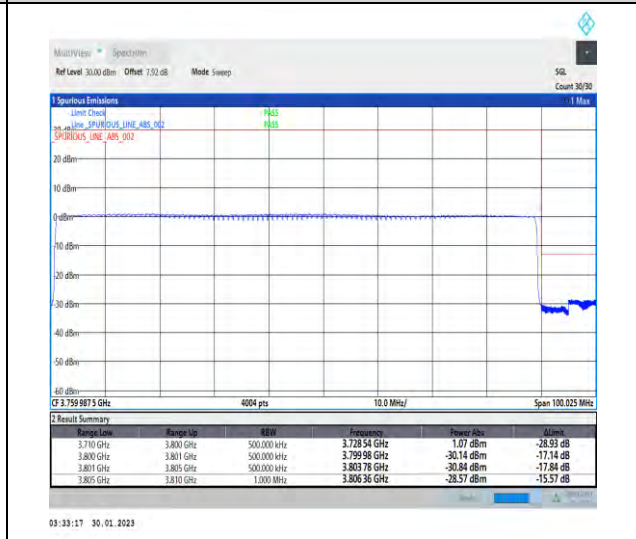 MultiView Spectrum
Ref Level 30.00 dBm Offset 7.92 dB Mode Sweep SGL
Count 30/30
1 Spurious Emissions 1 Max
Limit Check PASS
Line _SPURIOUS_LINE_ABS_002 PASS
_SPURIOUS_LINE_ABS_002
20 dBm
10 dBm
0 dBm
-10 dBm
-20 dBm
-30 dBm
-40 dBm
-50 dBm
-60 dBm
CF 3.7599875 GHz 4004 pts 10.0 MHz/ Span 100.025 MHz
2 Result Summary
Range Low Range Up RBW Frequency Power Abs ΔLimit
3.710 GHz 3.800 GHz 500.000 kHz 3.728 54 GHz 1.07 dBm -28.93 dB
3.800 GHz 3.801 GHz 500.000 kHz 3.799 98 GHz -30.14 dBm -17.14 dB
3.801 GHz 3.805 GHz 500.000 kHz 3.803 78 GHz -30.84 dBm -17.84 dB
3.805 GHz 3.810 GHz 1.000 MHz 3.806 36 GHz -28.57 dBm -15.57 dB
03:33:17 30.01.2023